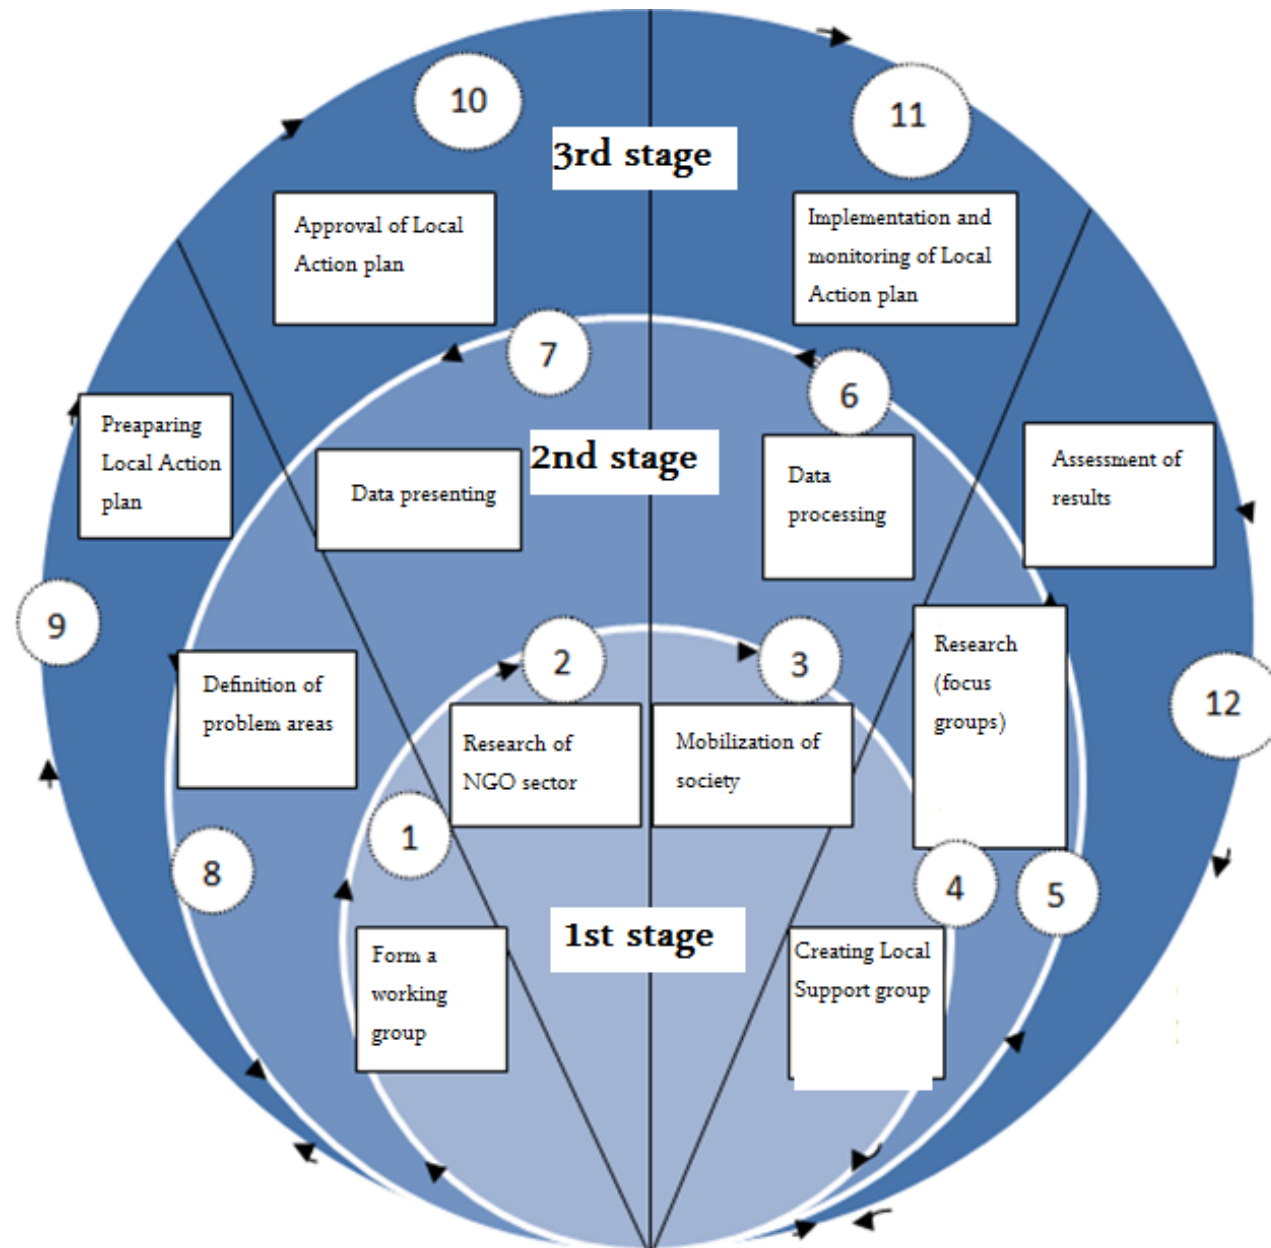 10
11
3rd stage
Approval of Local
Action plan
Implementation and
monitoring of Local
Action plan
7
6
Preaparing
Local Action
plan
2nd stage
Data presenting
Data
processing
Assessment of
results
9
2
3
Definition of
problem areas
Research
(focus
groups)
12
Research of
NGO sector
Mobilization of
society
1
8
4
5
1st stage
Form a
working
group
Creating Local
Support group